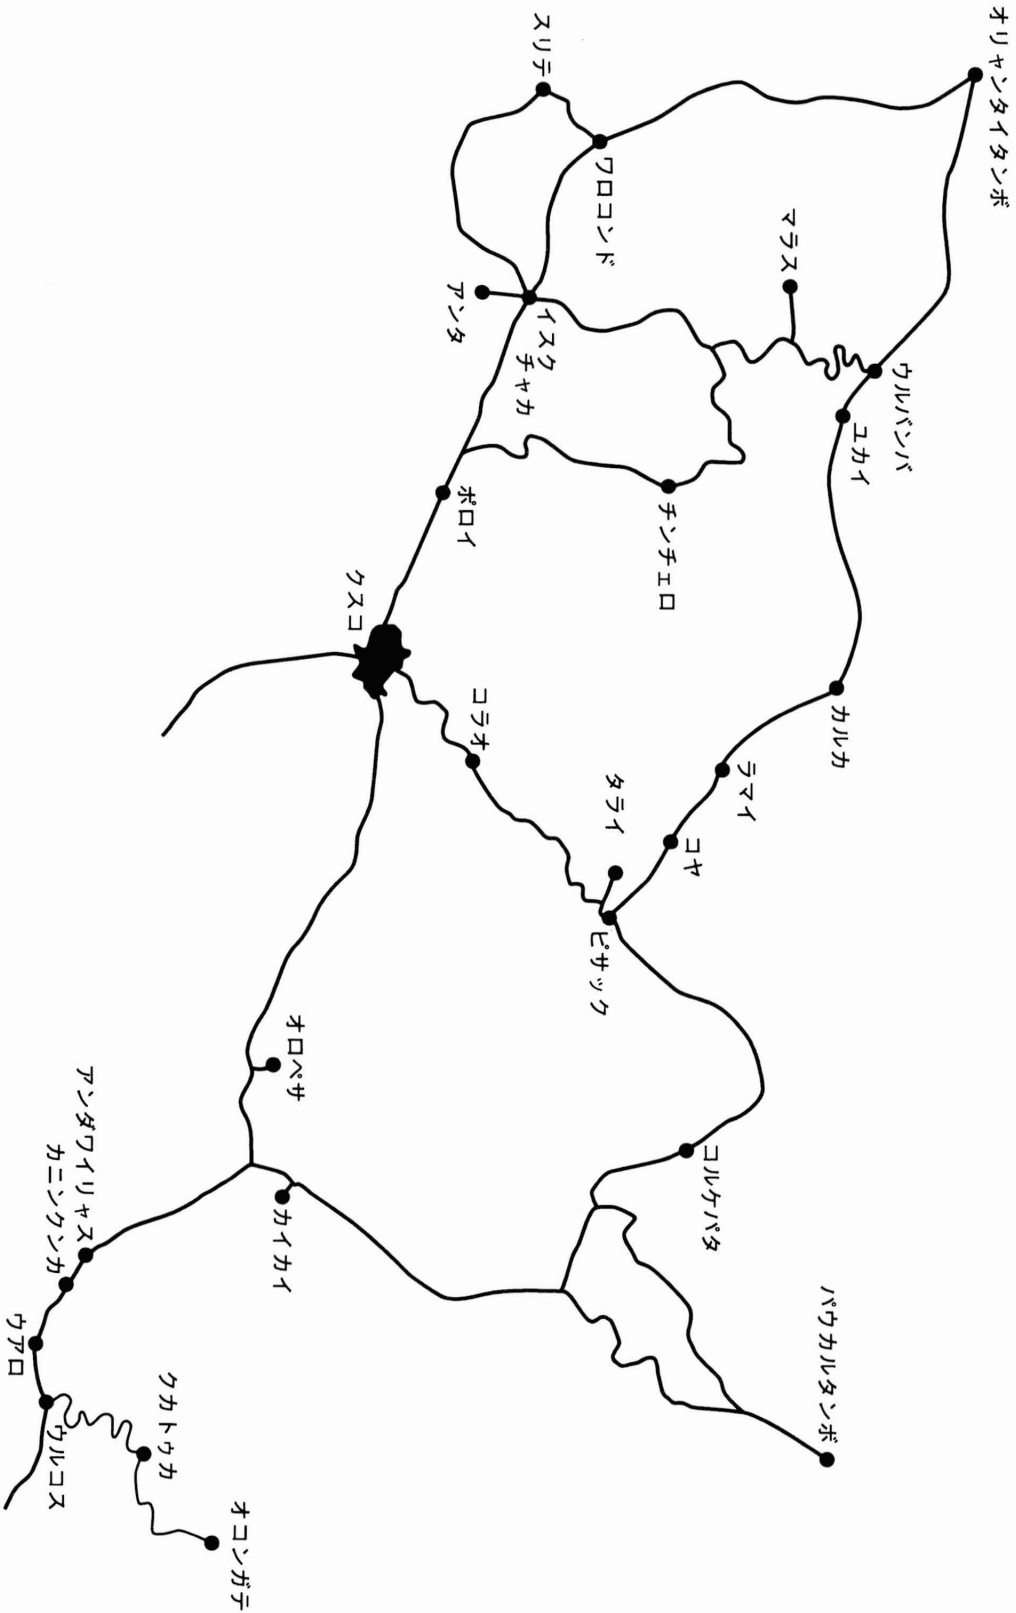 オリャンタイタンボ
スリテ
ワロコンド
マラス
アンタ
イスク
チャカ
ウルバンバ
ユカイ
チンチェロ
ポロイ
クスコ
コラオ
カルカ
ラマイ
コヤ
タライ
ピサック
オロペサ
コルケパタ
カイカイ
アンダワイリャス
カニンクンカ
ウアロ
ウルコス
クカトゥカ
オコンガテ
パウカルタンボ